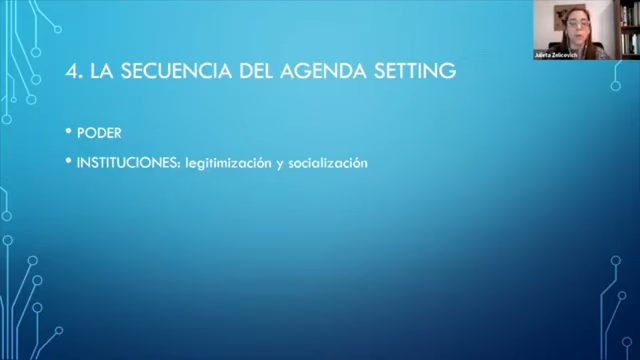 Julieta Zelicovich
4. LA SECUENCIA DEL AGENDA SETTING
• PODER
• INSTITUCIONES: legitimización y socialización